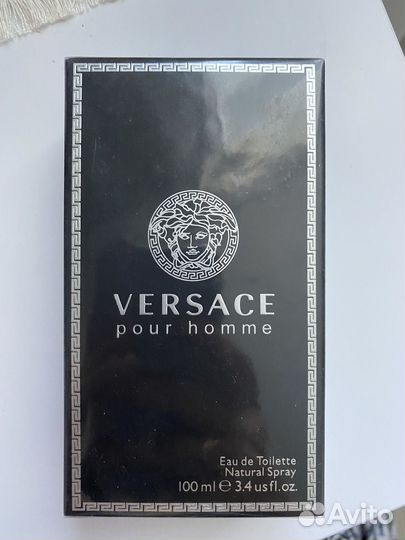 VERSACE
pour homme
Eau de Toilette
Natural Spray
100 ml ℮ 3.4 us fl. oz.
Avito